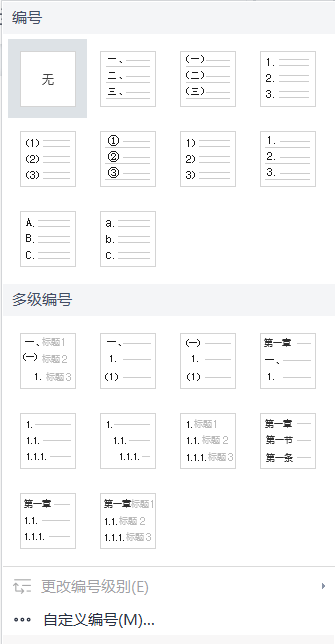 编号
无
一、
二、
三、
(一)
(二)
(三)
1.
2.
3.
(1)
(2)
(3)
①
②
③
1)
2)
3)
1.
2.
3.
A.
B.
C.
a.
b.
c.
多级编号
一、标题1
(一)标题2
1.标题3
一、
1.
(1)
(一)
1.
(1)
第一章
一、
1.
1.
1.1.
1.1.1.
1.
1.1.
1.1.1.
1.标题1
1.1.标题2
1.1.1.标题3
第一章
第一节
第一条
第一章
1.1.
1.1.1.
第一章标题1
1.1.标题2
1.1.1.标题3
更改编号级别(E)
自定义编号(M)...